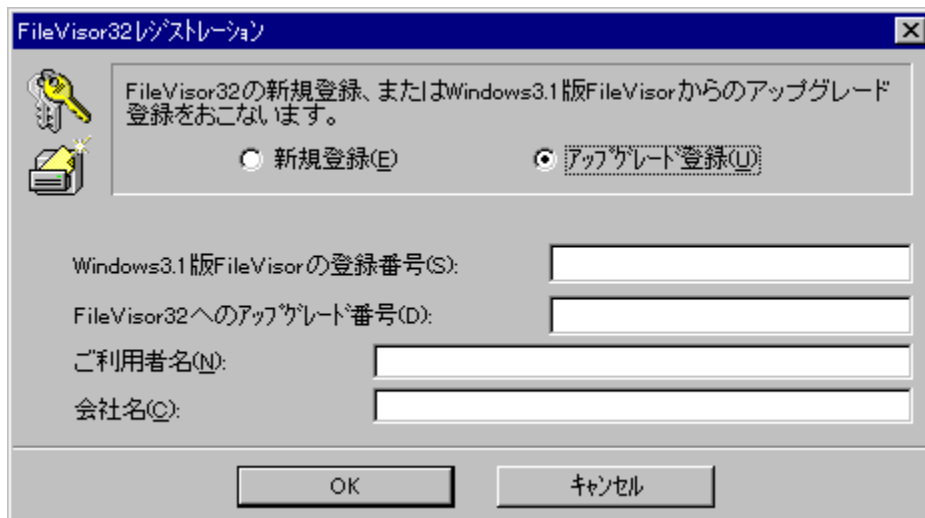 FileVisor32ﾚｼﾞｽﾄﾚｰｼｮﾝ
FileVisor32の新規登録、またはWindows3.1版FileVisorからのアップグレード
登録をおこないます。
新規登録(E)
ｱｯﾌﾟｸﾞﾚｰﾄﾞ登録(U)
Windows3.1版FileVisorの登録番号(S):
FileVisor32へのｱｯﾌﾟｸﾞﾚｰﾄﾞ番号(D):
ご利用者名(N):
会社名(C):
OK
ｷｬﾝｾﾙ